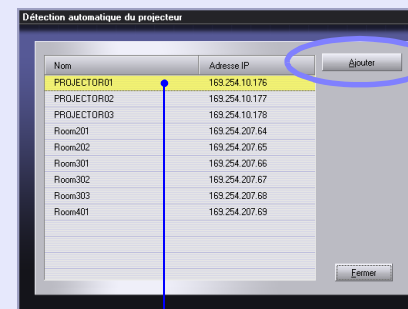 Détection automatique du projecteur
Nom Adresse IP
PROJECTOR01 169.254.10.176
PROJECTOR02 169.254.10.177
PROJECTOR03 169.254.10.178
Room201 169.254.207.64
Room202 169.254.207.65
Room301 169.254.207.66
Room302 169.254.207.67
Room303 169.254.207.68
Room401 169.254.207.69
Ajouter
Fermer